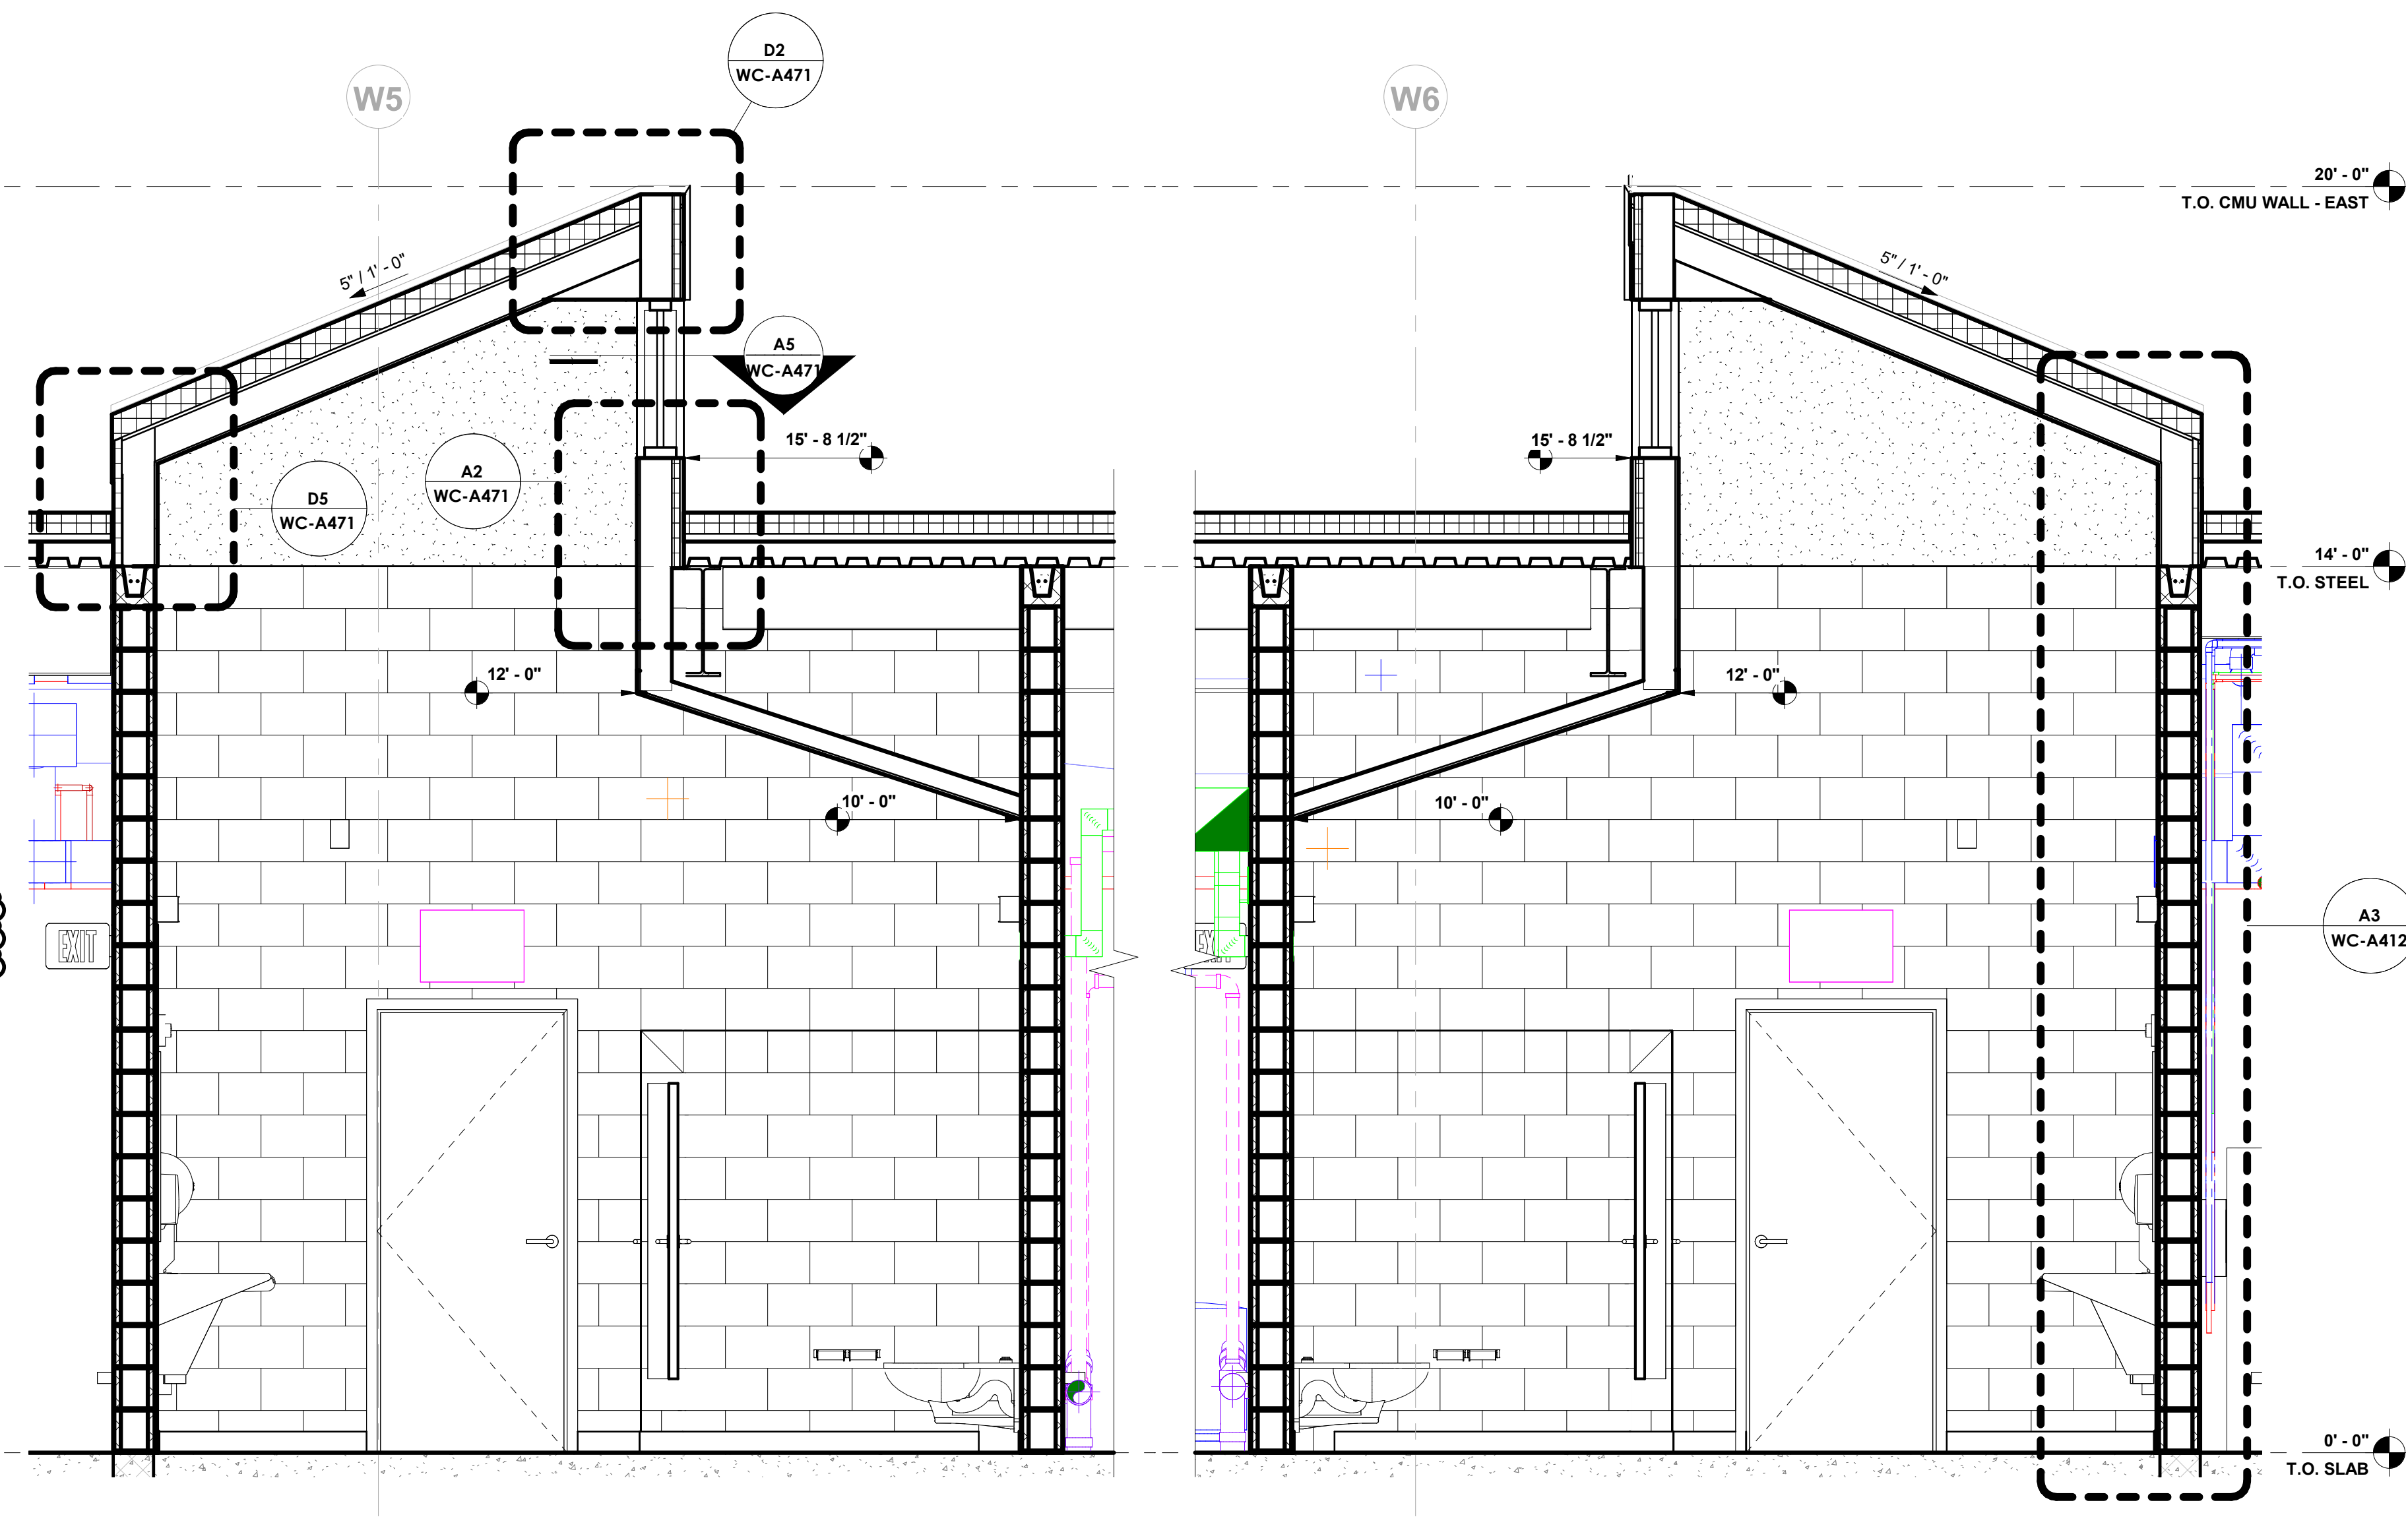 D2
WC-A471
W5
W6
20' - 0"
T.O. CMU WALL - EAST
5" / 1' - 0"
5" / 1' - 0"
A5
WC-A471
15' - 8 1/2"
15' - 8 1/2"
A2
WC-A471
D5
WC-A471
14' - 0"
T.O. STEEL
12' - 0"
12' - 0"
10' - 0"
10' - 0"
EXIT
A3
WC-A412
0' - 0"
T.O. SLAB